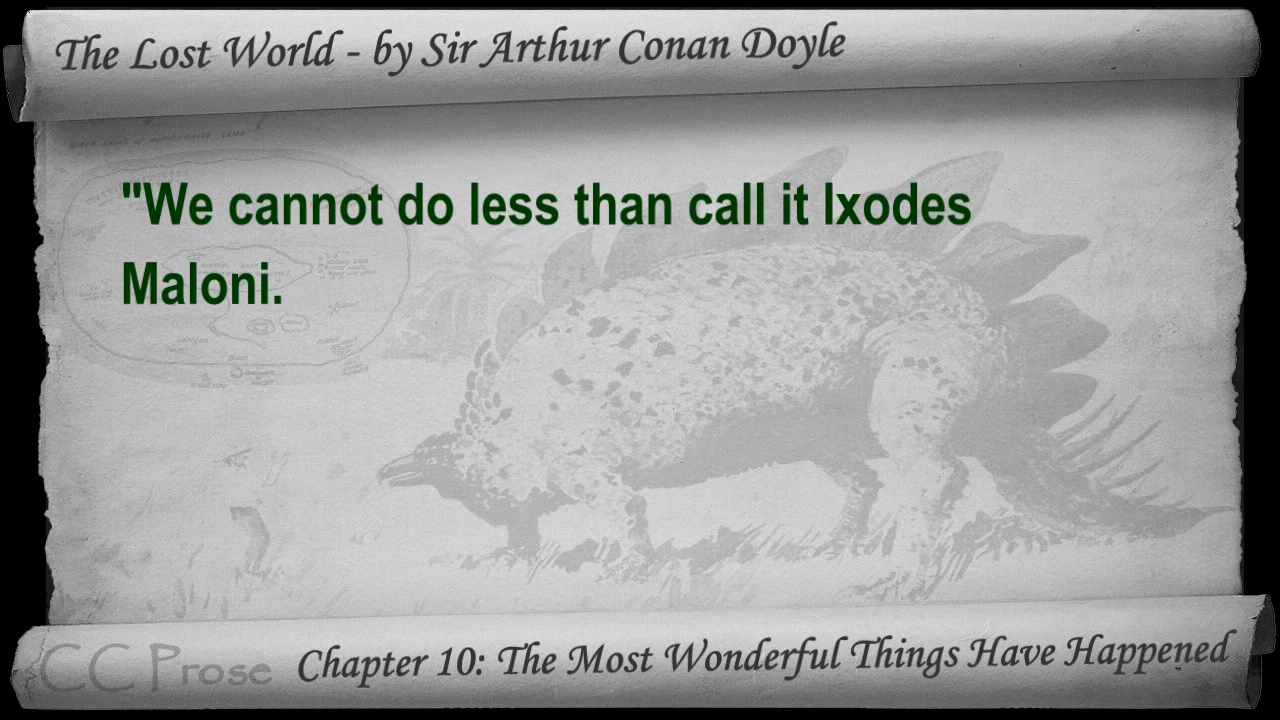 The Lost World - by Sir Arthur Conan Doyle
"We cannot do less than call it Ixodes
Maloni.
CC Prose
Chapter 10: The Most Wonderful Things Have Happened